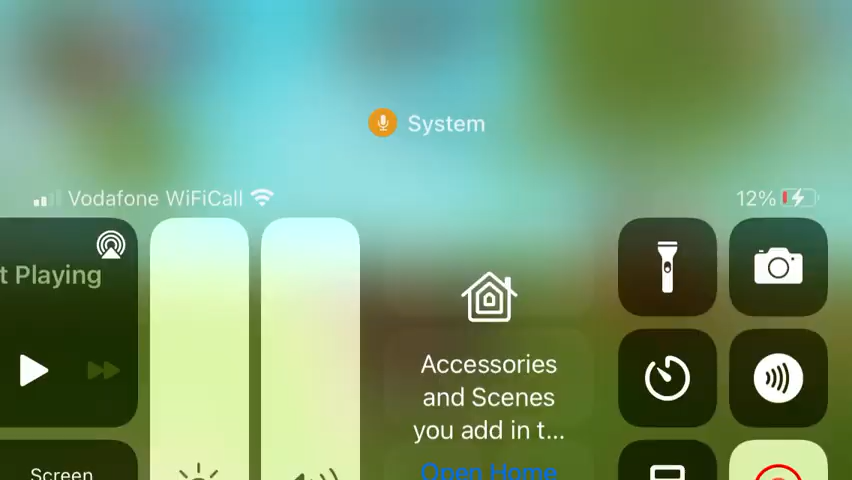 System
Vodafone WiFiCall
12%
t Playing
Accessories
and Scenes
you add in t...
Open Home
Screen